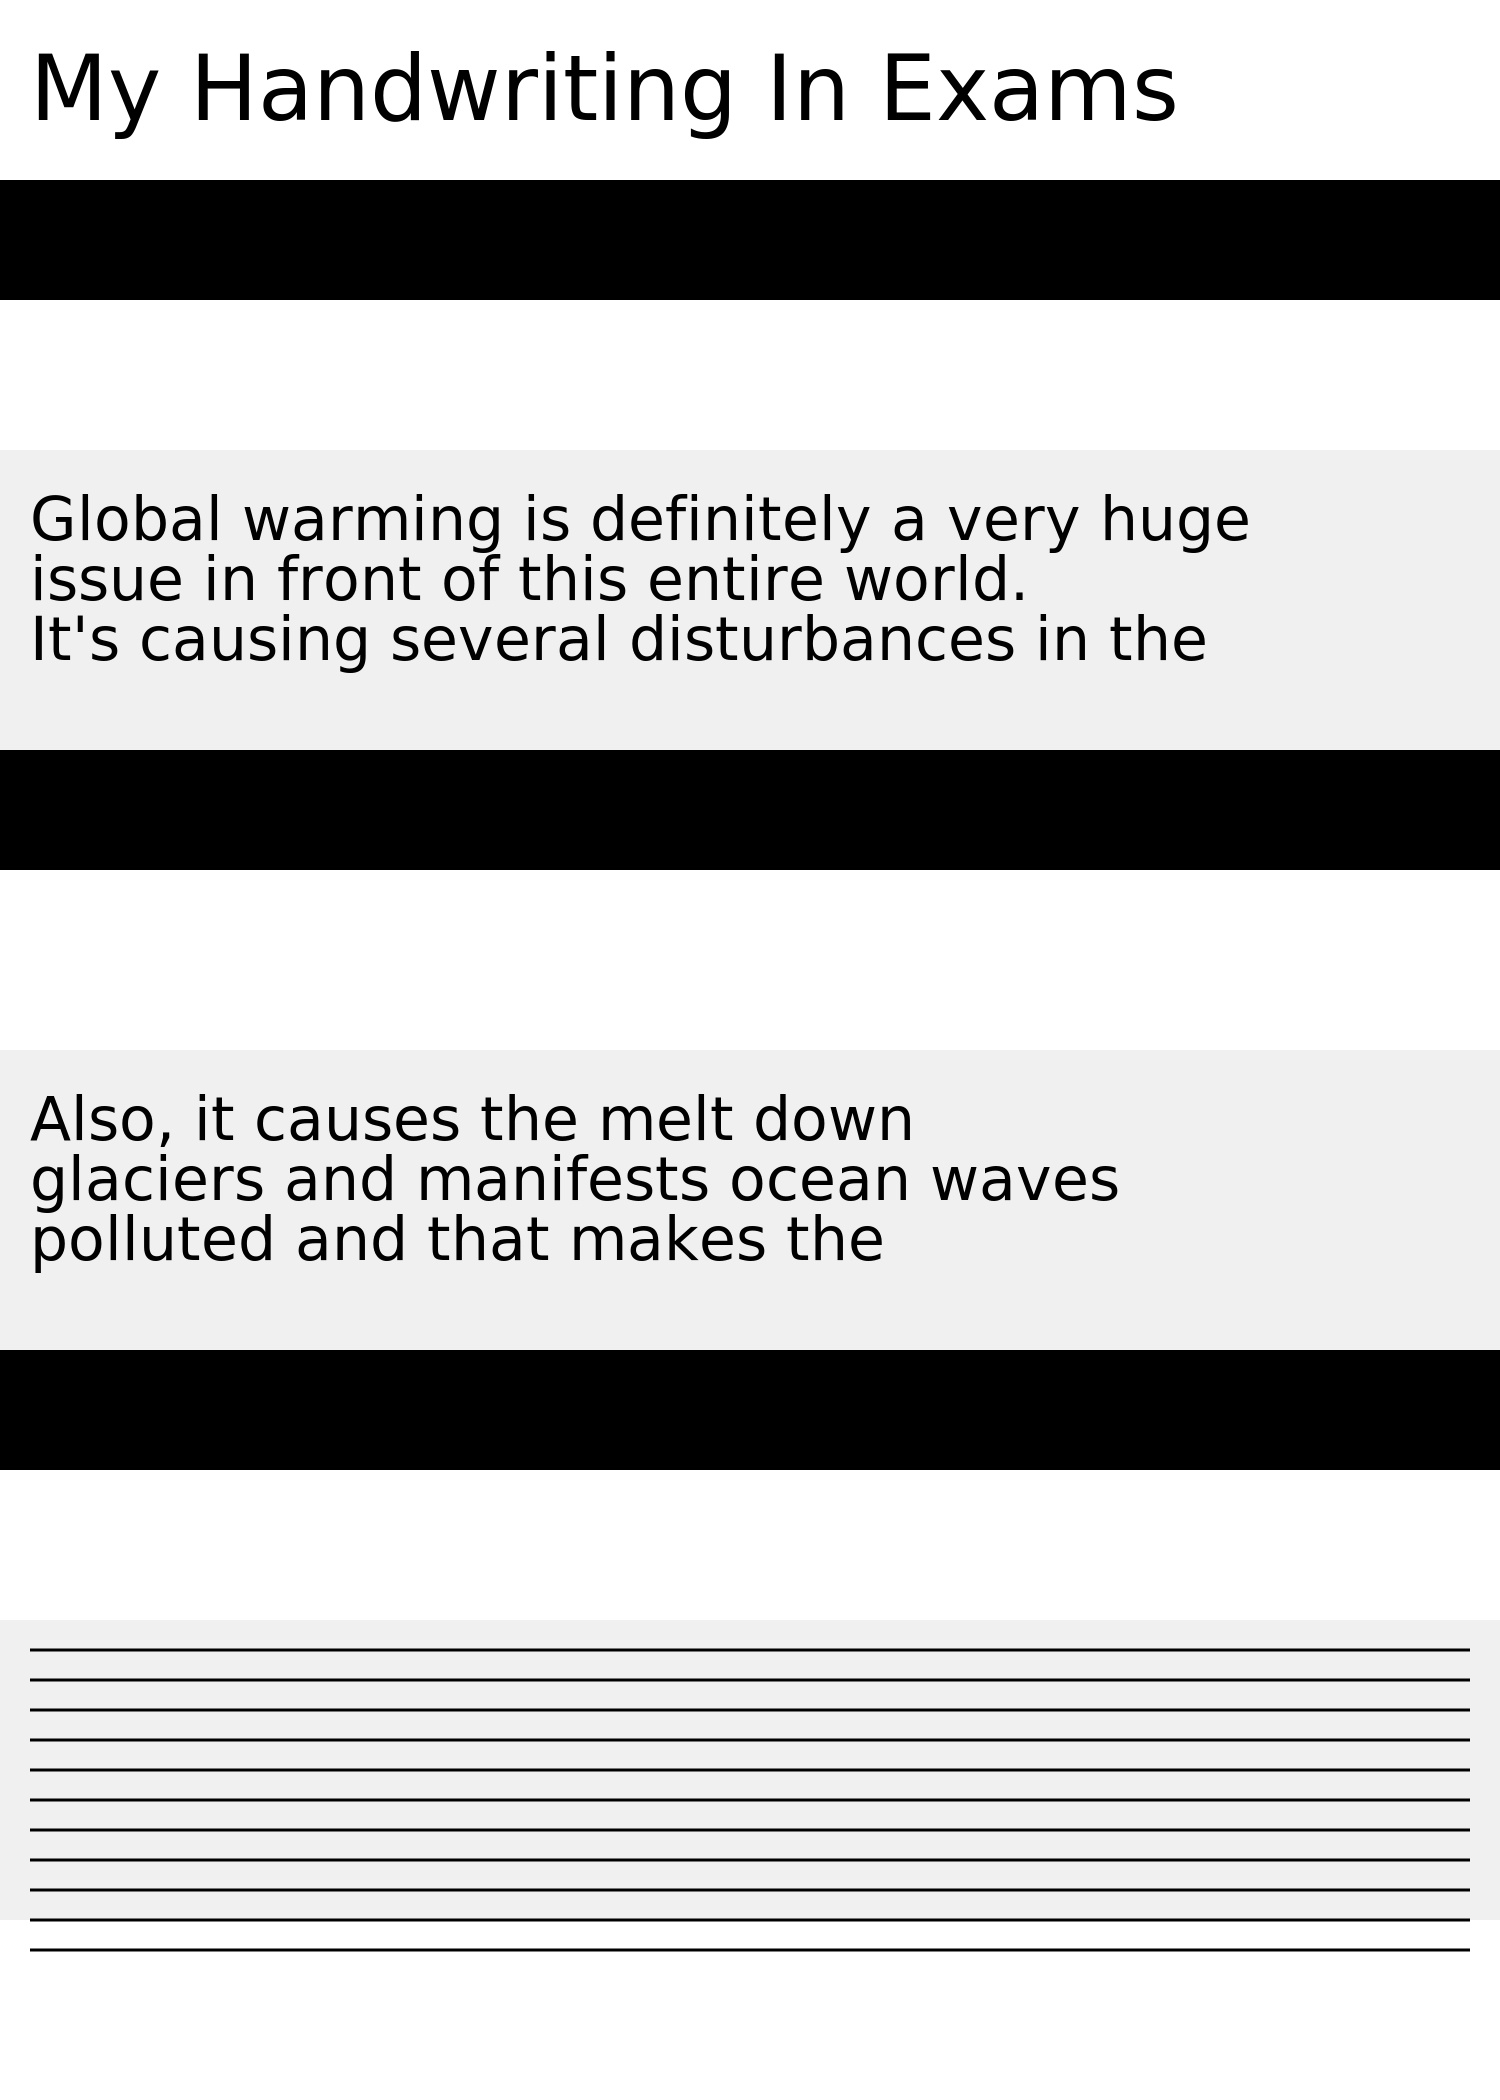 My Handwriting In Exams
Global warming is definitely a very huge
issue in front of this entire world.
It's causing several disturbances in the
Also, it causes the melt down
glaciers and manifests ocean waves
polluted and that makes the